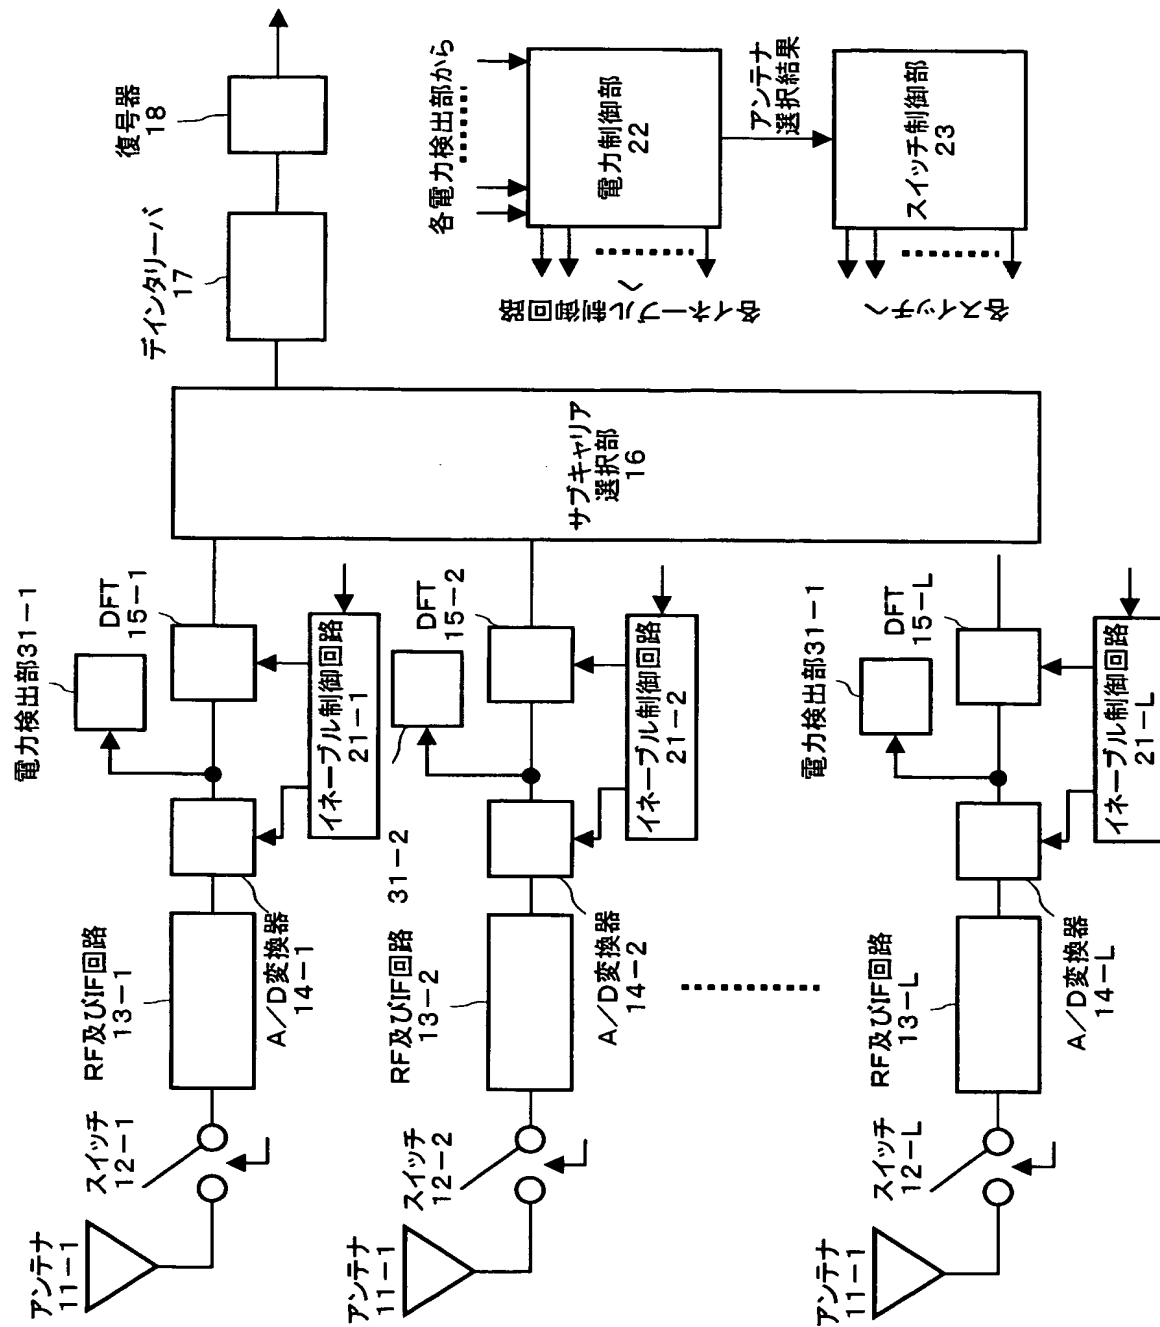 アンテナ
11-1
スイッチ
12-1
RF及びIF回路
13-1
A/D変換器
14-1
電力検出部31-1
DFT
15-1
イネーブル制御回路
21-1
アンテナ
11-1
スイッチ
12-2
RF及びIF回路
13-2
A/D変換器
14-2
31-2
DFT
15-2
イネーブル制御回路
21-2
アンテナ
11-1
スイッチ
12-L
RF及びIF回路
13-L
A/D変換器
14-L
電力検出部31-1
DFT
15-L
イネーブル制御回路
21-L
サブキャリア
選択部
16
デインタリーバ
17
復号器
18
各電力検出部から
電力制御部
22
各イネーブル制御回路
へ
アンテナ
選択結果
スイッチ制御部
23
各スイッチへ